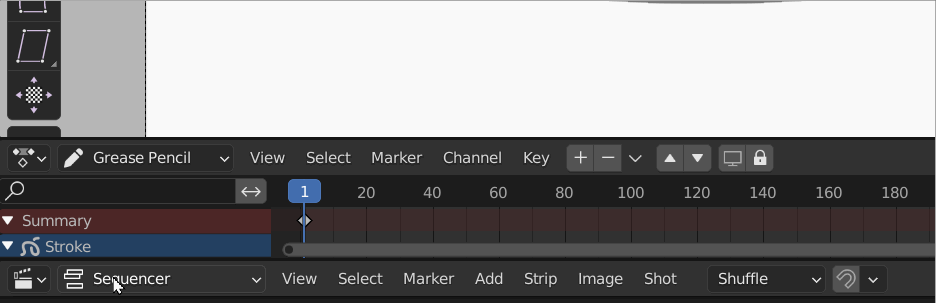 Grease Pencil View Select Marker Channel Key
1 20 40 60 80 100 120 140 160 180
Summary
Stroke
Sequencer View Select Marker Add Strip Image Shot Shuffle